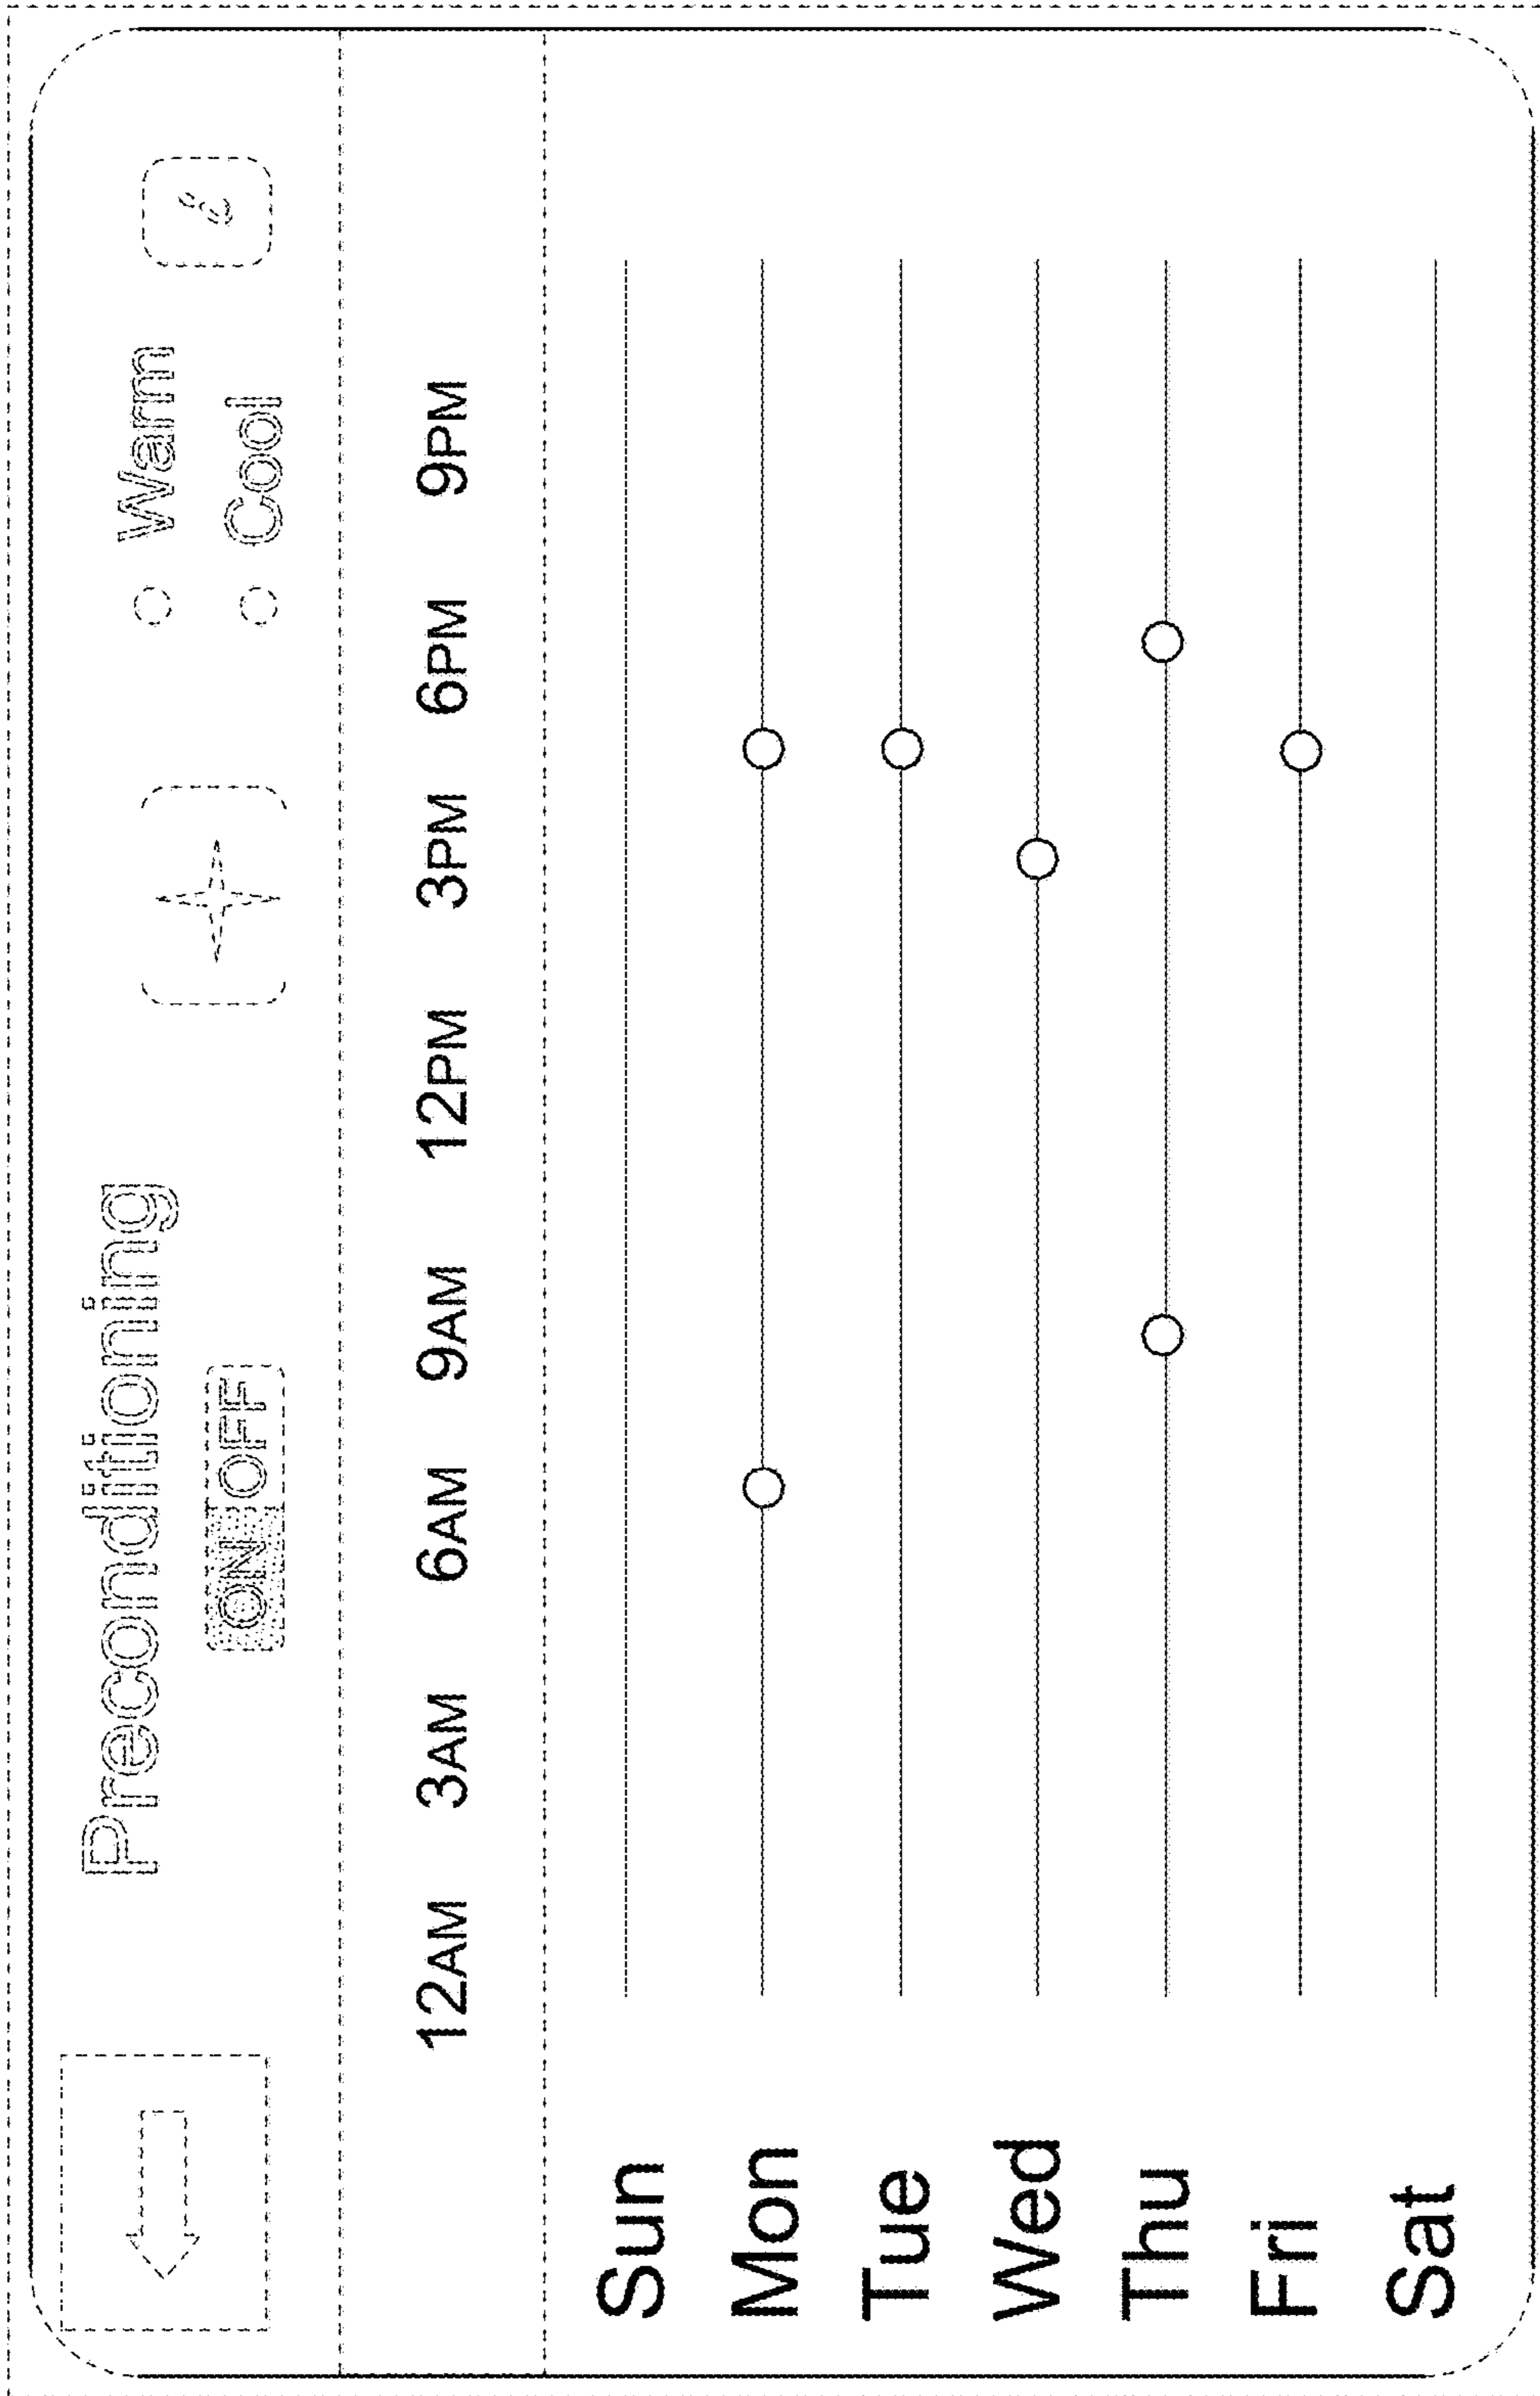 Preconditioning
ON OFF
Warm
Cool
i
12AM 3AM 6AM 9AM 12PM 3PM 6PM 9PM
Sun
Mon
Tue
Wed
Thu
Fri
Sat